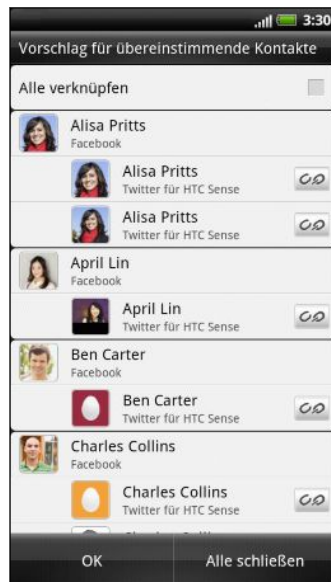 3:30
Vorschlag für übereinstimmende Kontakte
Alle verknüpfen
Alisa Pritts
Facebook
Alisa Pritts
Twitter für HTC Sense
Alisa Pritts
Twitter für HTC Sense
April Lin
Facebook
April Lin
Twitter für HTC Sense
Ben Carter
Facebook
Ben Carter
Twitter für HTC Sense
Charles Collins
Facebook
Charles Collins
Twitter für HTC Sense
OK
Alle schließen